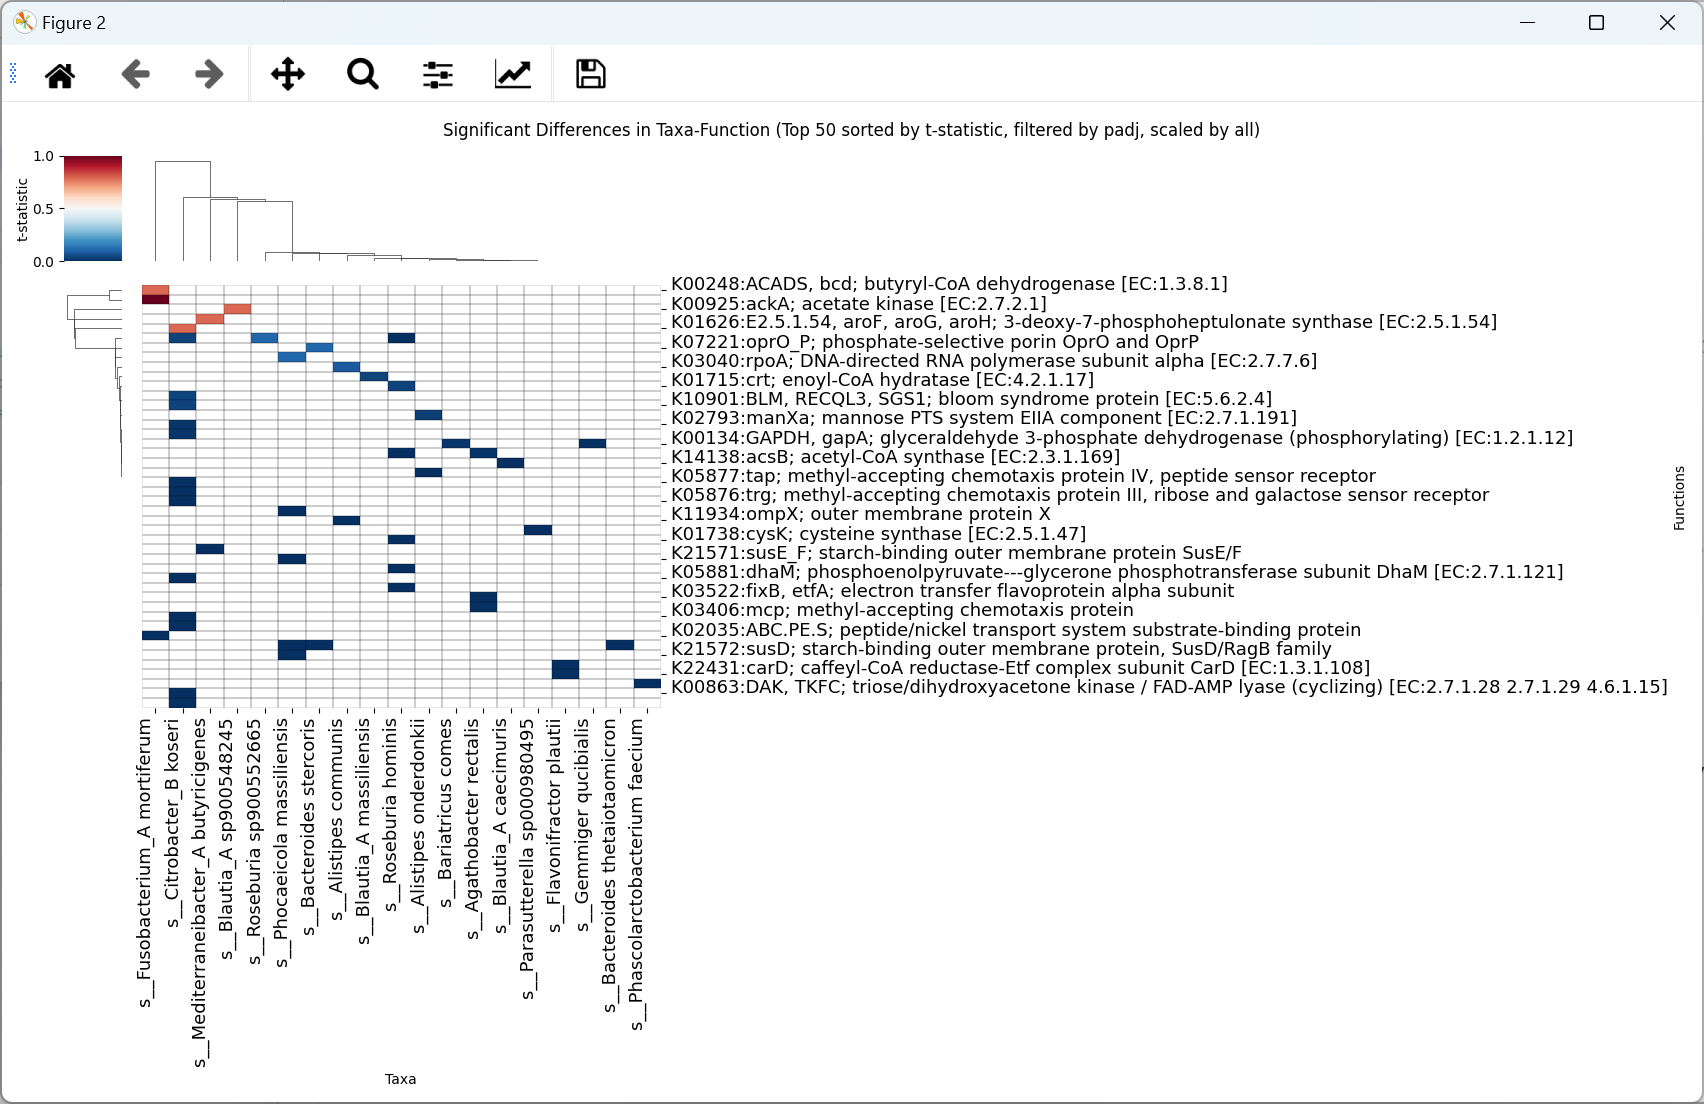 Figure 2
Significant Differences in Taxa-Function (Top 50 sorted by t-statistic, filtered by padj, scaled by all)
1.0
0.5
0.0
t-statistic
K00248:ACADS, bcd; butyryl-CoA dehydrogenase [EC:1.3.8.1]
K00925:ackA; acetate kinase [EC:2.7.2.1]
K01626:E2.5.1.54, aroF, aroG, aroH; 3-deoxy-7-phosphoheptulonate synthase [EC:2.5.1.54]
K07221:oprO_P; phosphate-selective porin OprO and OprP
K03040:rpoA; DNA-directed RNA polymerase subunit alpha [EC:2.7.7.6]
K01715:crt; enoyl-CoA hydratase [EC:4.2.1.17]
K10901:BLM, RECQL3, SGS1; bloom syndrome protein [EC:5.6.2.4]
K02793:manXa; mannose PTS system EIIA component [EC:2.7.1.191]
K00134:GAPDH, gapA; glyceraldehyde 3-phosphate dehydrogenase (phosphorylating) [EC:1.2.1.12]
K14138:acsB; acetyl-CoA synthase [EC:2.3.1.169]
K05877:tap; methyl-accepting chemotaxis protein IV, peptide sensor receptor
K05876:trg; methyl-accepting chemotaxis protein III, ribose and galactose sensor receptor
K11934:ompX; outer membrane protein X
K01738:cysK; cysteine synthase [EC:2.5.1.47]
K21571:susE_F; starch-binding outer membrane protein SusE/F
K05881:dhaM; phosphoenolpyruvate---glycerone phosphotransferase subunit DhaM [EC:2.7.1.121]
K03522:fixB, etfA; electron transfer flavoprotein alpha subunit
K03406:mcp; methyl-accepting chemotaxis protein
K02035:ABC.PE.S; peptide/nickel transport system substrate-binding protein
K21572:susD; starch-binding outer membrane protein, SusD/RagB family
K22431:carD; caffeyl-CoA reductase-Etf complex subunit CarD [EC:1.3.1.108]
K00863:DAK, TKFC; triose/dihydroxyacetone kinase / FAD-AMP lyase (cyclizing) [EC:2.7.1.28 2.7.1.29 4.6.1.15]
Functions
s__Fusobacterium_A mortiferum
s__Citrobacter_B koseri
s__Mediterraneibacter_A butyricigenes
s__Blautia_A sp900548245
s__Roseburia sp900552665
s__Phocaeicola massiliensis
s__Bacteroides stercoris
s__Alistipes communis
s__Blautia_A massiliensis
s__Roseburia hominis
s__Alistipes onderdonkii
s__Bariatricus comes
s__Agathobacter rectalis
s__Blautia_A caecimuris
s__Parasutterella sp000980495
s__Flavonifractor plautii
s__Gemmiger qucibialis
s__Bacteroides thetaiotaomicron
s__Phascolarctobacterium faecium
Taxa